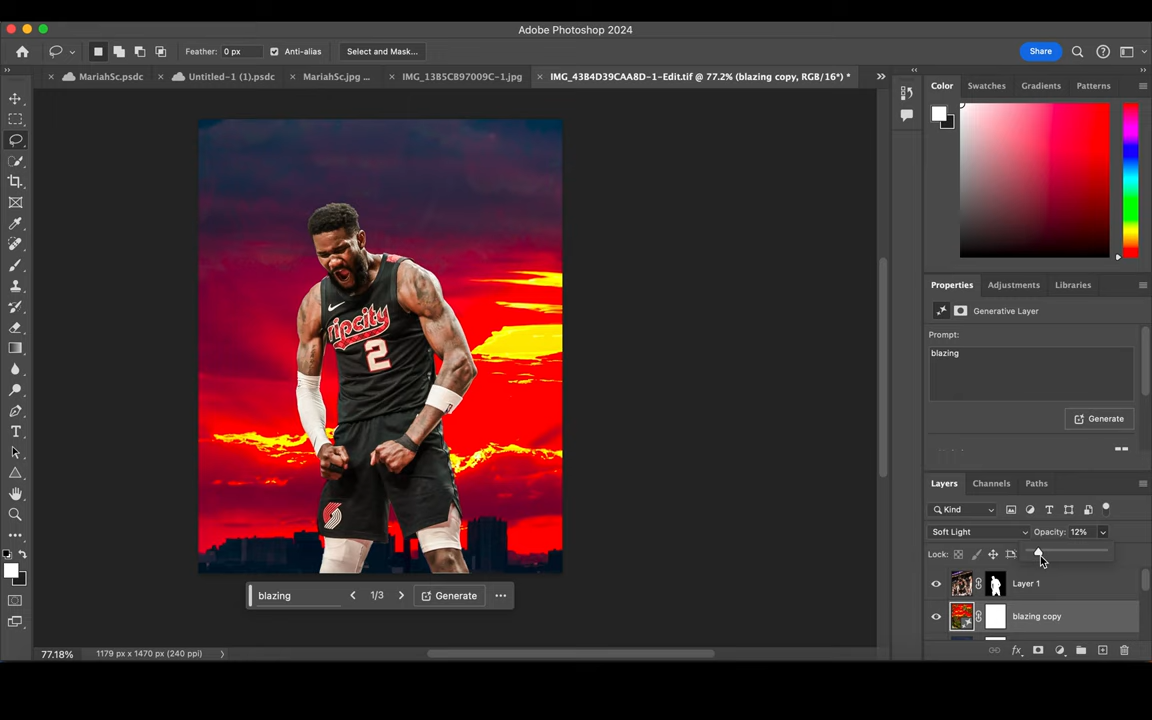 Adobe Photoshop 2024
Feather: 0 px
Anti-alias
Select and Mask...
Share
MariahSc.psdc
Untitled-1 (1).psdc
MariahSc.jpg ...
IMG_13B5CB97009C-1.jpg
IMG_43B4D39CAA8D-1-Edit.tif @ 77.2% (blazing copy, RGB/16*) *
Color
Swatches
Gradients
Patterns
Properties
Adjustments
Libraries
Generative Layer
Prompt:
blazing
Generate
ripcity
2
Layers
Channels
Paths
Kind
Soft Light
Opacity: 12%
Lock:
Layer 1
blazing copy
blazing
1/3
Generate
77.18%
1179 px x 1470 px (240 ppi)
fx